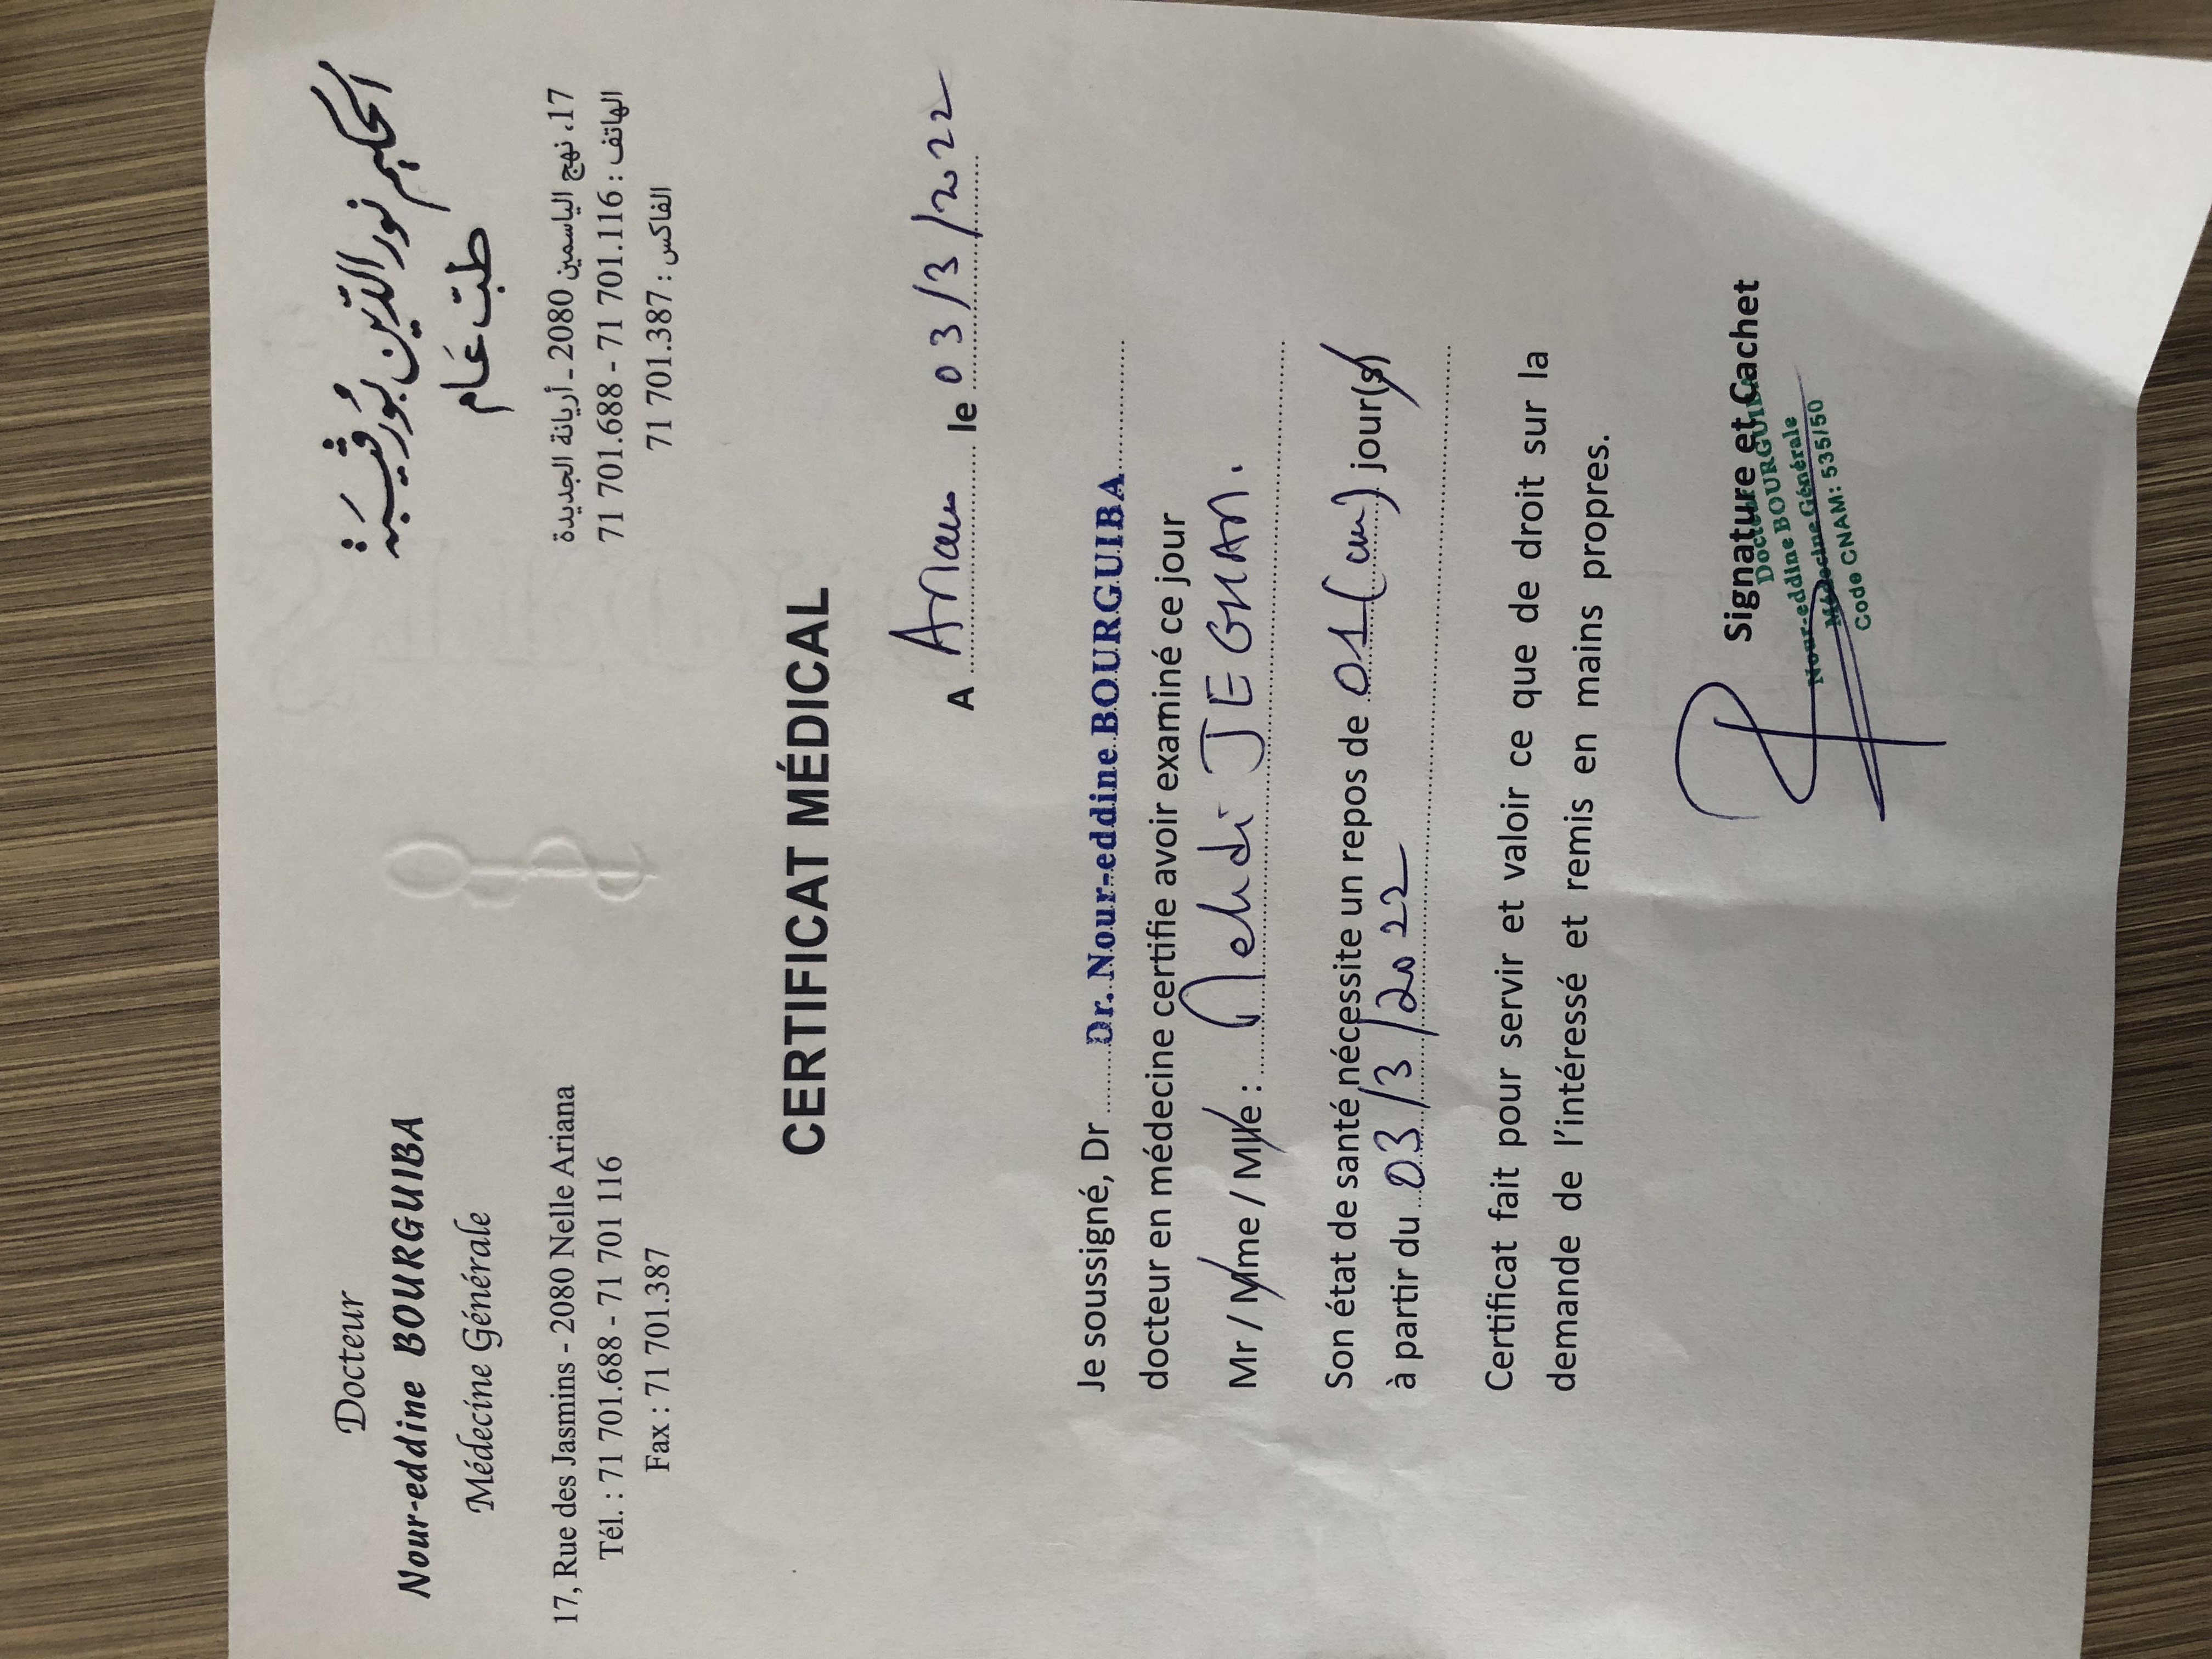 Docteur
Nour-eddine BOURGUIBA
Médecine Générale
17, Rue des Jasmins - 2080 Nelle Ariana
Tél. : 71 701.688 - 71 701 116
Fax : 71 701.387
الحكيم نور الدّين بُورقيبَة
طبّ عَام
17، نهج الياسمين 2080 ـ أريانة الجديدة
الهاتف : 71 701.116 - 71 701.688
الفاكس : 71 701.387
CERTIFICAT MÉDICAL
A le 03/3/2022
Je soussigné, Dr Dr. Nour-eddine BOURGUIBA
docteur en médecine certifie avoir examiné ce jour
Mr / Mme / Mlle : Mehdi JEGHAM.
Son état de santé nécessite un repos de 01 (un) jour(s)
à partir du 03/3/2022
Certificat fait pour servir et valoir ce que de droit sur la
demande de l'intéressé et remis en mains propres.
Signature et Cachet
Docteur
Nour-eddine BOURGUIBA
Médecine Générale
Code CNAM: 535/50